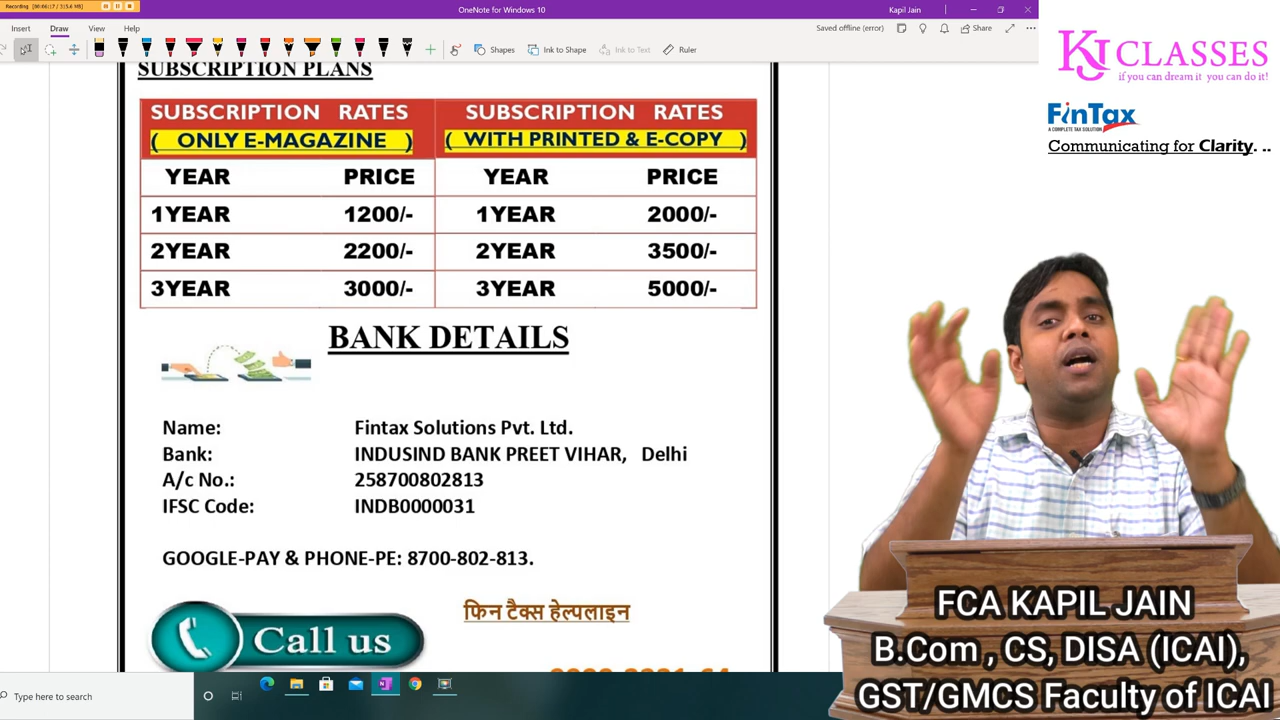 Recording
OneNote for Windows 10
Kapil Jain
Insert Draw View Help
Saved offline (error)
Share
Shapes
Ink to Shape
Ink to Text
Ruler
SUBSCRIPTION PLANS
SUBSCRIPTION RATES SUBSCRIPTION RATES
( ONLY E-MAGAZINE ) ( WITH PRINTED & E-COPY )
YEAR PRICE YEAR PRICE
1YEAR 1200/- 1YEAR 2000/-
2YEAR 2200/- 2YEAR 3500/-
3YEAR 3000/- 3YEAR 5000/-
BANK DETAILS
Name: Fintax Solutions Pvt. Ltd.
Bank: INDUSIND BANK PREET VIHAR, Delhi
A/c No.: 258700802813
IFSC Code: INDB0000031
GOOGLE-PAY & PHONE-PE: 8700-802-813.
फिन टैक्स हेल्पलाइन
Call us
Type here to search
KJ CLASSES
if you can dream it you can do it!
FinTax
A COMPLETE TAX SOLUTION
Communicating for Clarity. ..
FCA KAPIL JAIN
B.Com , CS, DISA (ICAI),
GST/GMCS Faculty of ICAI